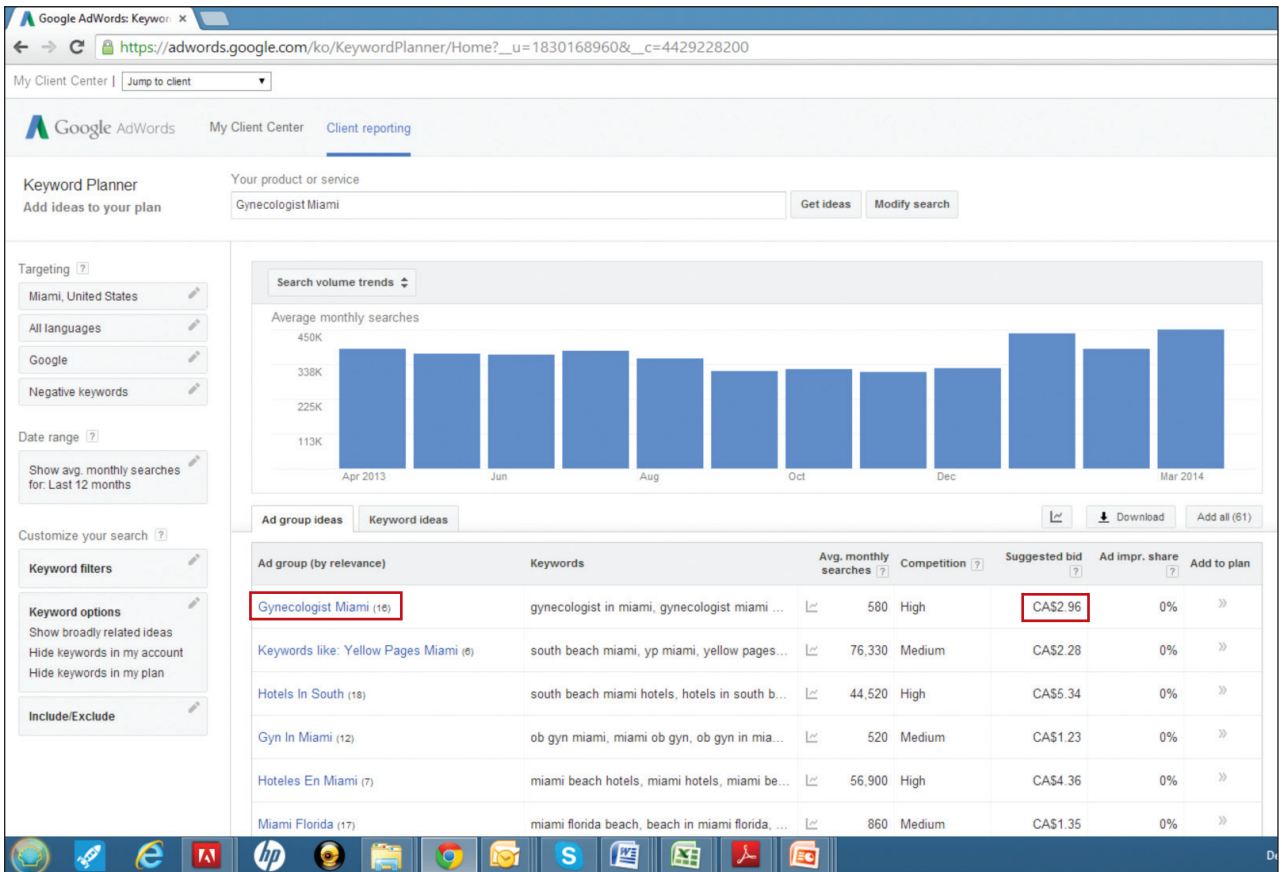 Google AdWords: Keywor
https://adwords.google.com/ko/KeywordPlanner/Home?__u=1830168960&__c=4429228200
My Client Center | Jump to client
Google AdWords My Client Center Client reporting
Keyword Planner
Add ideas to your plan
Your product or service
Gynecologist Miami Get ideas Modify search
Targeting ?
Miami, United States
All languages
Google
Negative keywords
Date range ?
Show avg. monthly searches
for: Last 12 months
Customize your search ?
Keyword filters
Keyword options
Show broadly related ideas
Hide keywords in my account
Hide keywords in my plan
Include/Exclude
Search volume trends
Average monthly searches
450K
338K
225K
113K
Apr 2013 Jun Aug Oct Dec Mar 2014
Ad group ideas Keyword ideas Download Add all (61)
Ad group (by relevance) Keywords Avg. monthly searches ? Competition ? Suggested bid ? Ad impr. share ? Add to plan
Gynecologist Miami (16) gynecologist in miami, gynecologist miami ... 580 High CA$2.96 0% »
Keywords like: Yellow Pages Miami (6) south beach miami, yp miami, yellow pages... 76,330 Medium CA$2.28 0% »
Hotels In South (18) south beach miami hotels, hotels in south b... 44,520 High CA$5.34 0% »
Gyn In Miami (12) ob gyn miami, miami ob gyn, ob gyn in mia... 520 Medium CA$1.23 0% »
Hoteles En Miami (7) miami beach hotels, miami hotels, miami be... 56,900 High CA$4.36 0% »
Miami Florida (17) miami florida beach, beach in miami florida, ... 860 Medium CA$1.35 0% »
hp
De